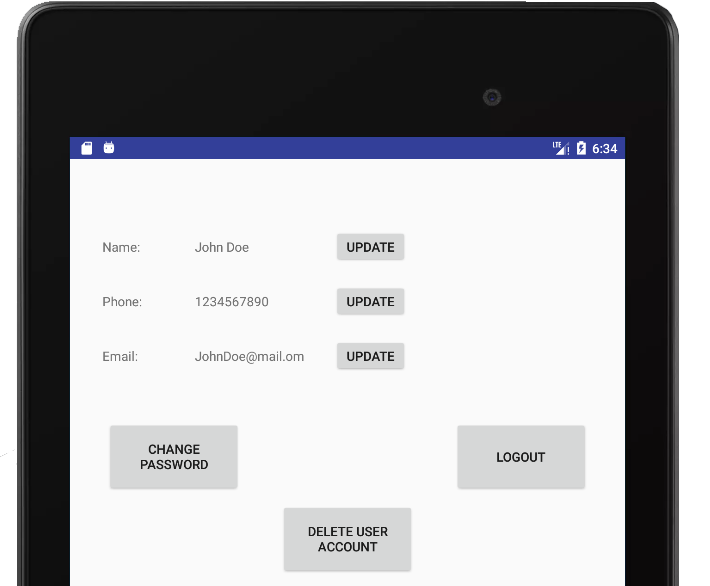 LTE 6:34
Name: John Doe UPDATE
Phone: 1234567890 UPDATE
Email: JohnDoe@mail.om UPDATE
CHANGE
PASSWORD
LOGOUT
DELETE USER
ACCOUNT